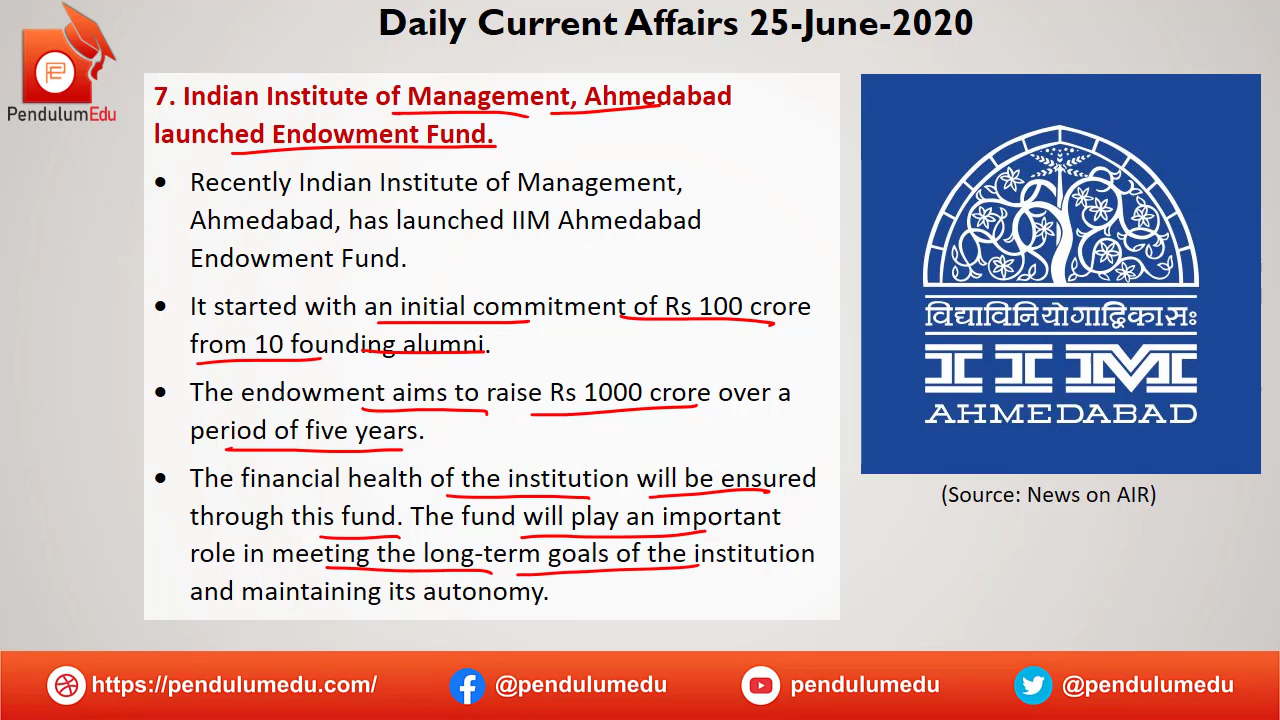 Daily Current Affairs 25-June-2020
PendulumEdu
7. Indian Institute of Management, Ahmedabad
launched Endowment Fund.
• Recently Indian Institute of Management,
Ahmedabad, has launched IIM Ahmedabad
Endowment Fund.
• It started with an initial commitment of Rs 100 crore
from 10 founding alumni.
• The endowment aims to raise Rs 1000 crore over a
period of five years.
• The financial health of the institution will be ensured
through this fund. The fund will play an important
role in meeting the long-term goals of the institution
and maintaining its autonomy.
विद्याविनियोगाद्विकासः
IIM
AHMEDABAD
(Source: News on AIR)
https://pendulumedu.com/
@pendulumedu
pendulumedu
@pendulumedu